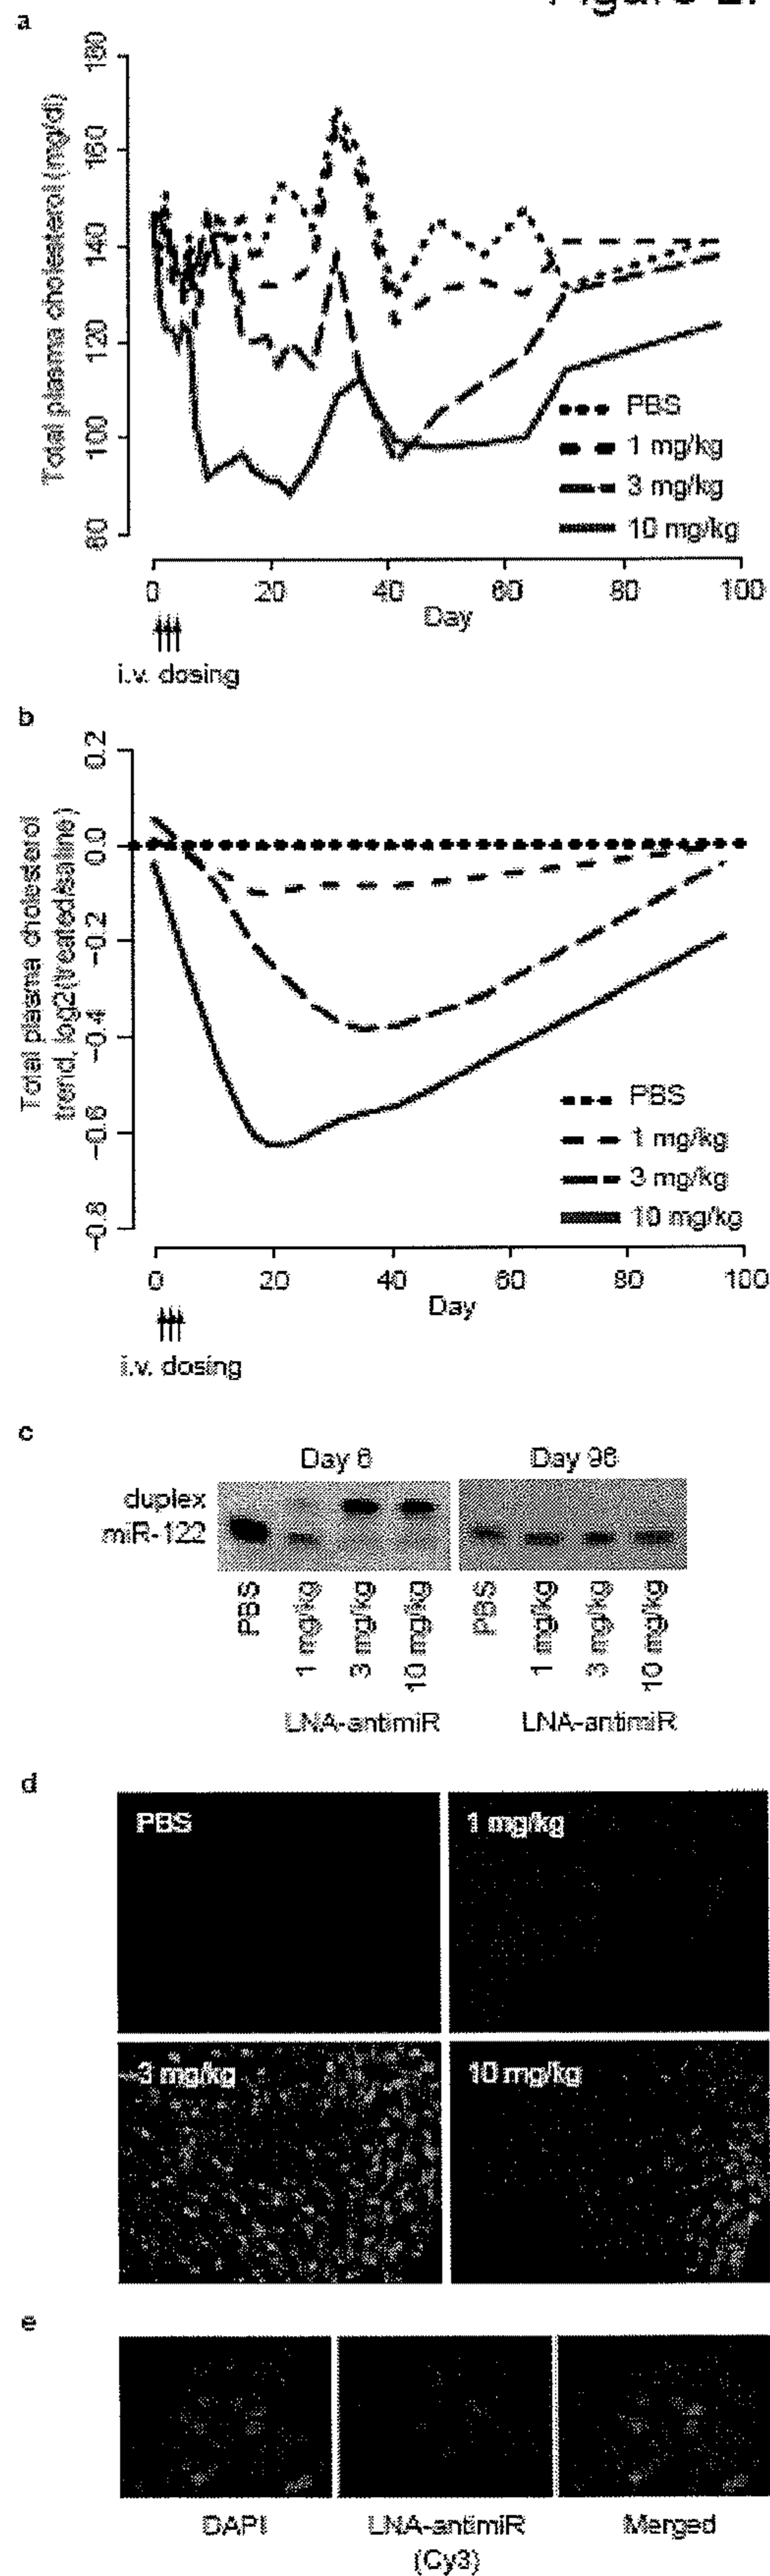 a
Total plasma cholesterol (mg/dl)
180
160
140
120
100
80
PBS
1 mg/kg
3 mg/kg
10 mg/kg
0 20 40 60 80 100
Day
i.v. dosing
b
Total plasma cholesterol
trend, log2(treated/saline)
0.2
0.0
-0.2
-0.4
-0.6
-0.8
PBS
1 mg/kg
3 mg/kg
10 mg/kg
0 20 40 60 80 100
Day
i.v. dosing
c
Day 6 Day 96
duplex
miR-122
PBS 1 mg/kg 3 mg/kg 10 mg/kg PBS 1 mg/kg 3 mg/kg 10 mg/kg
LNA-antimiR LNA-antimiR
d
PBS 1 mg/kg
3 mg/kg 10 mg/kg
e
DAPI LNA-antimiR Merged
(Cy3)